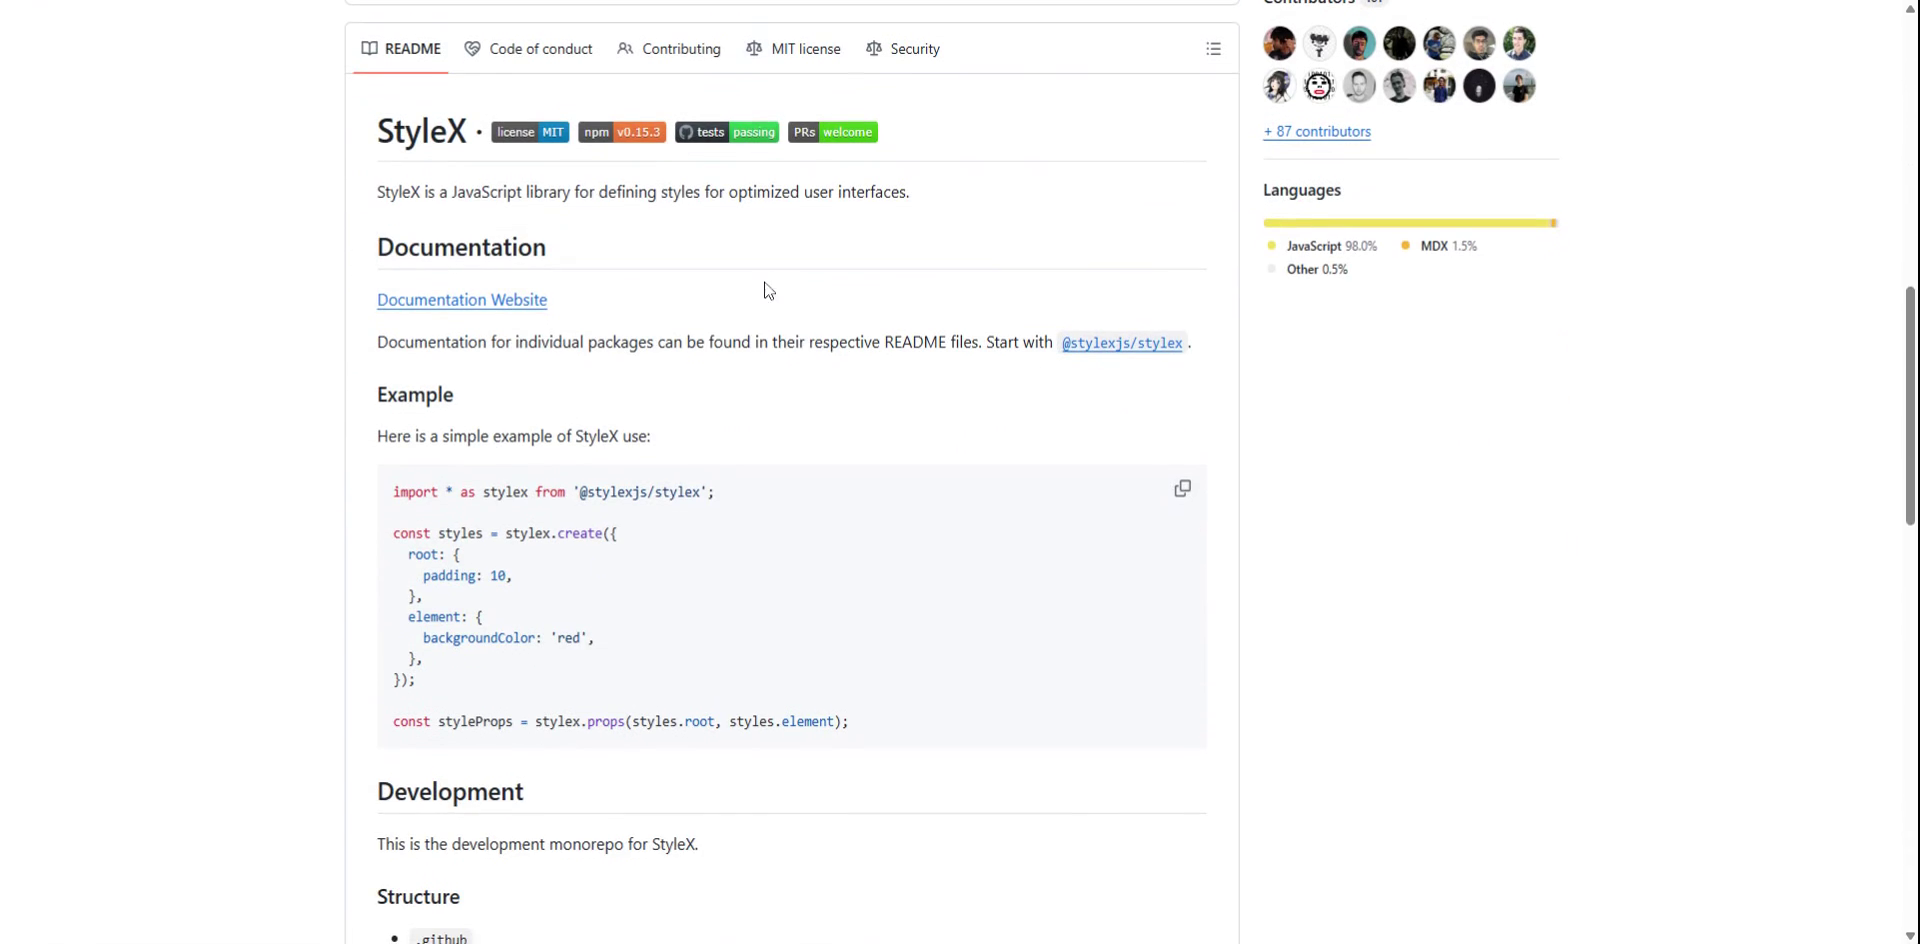 Contributors
README Code of conduct Contributing MIT license Security
StyleX · license MIT npm v0.15.3 tests passing PRs welcome
StyleX is a JavaScript library for defining styles for optimized user interfaces.
Documentation
Documentation Website
Documentation for individual packages can be found in their respective README files. Start with @stylexjs/stylex .
Example
Here is a simple example of StyleX use:
import * as stylex from '@stylexjs/stylex';
const styles = stylex.create({
root: {
padding: 10,
},
element: {
backgroundColor: 'red',
},
});
const styleProps = stylex.props(styles.root, styles.element);
Development
This is the development monorepo for StyleX.
Structure
• .github
+ 87 contributors
Languages
JavaScript 98.0% MDX 1.5%
Other 0.5%